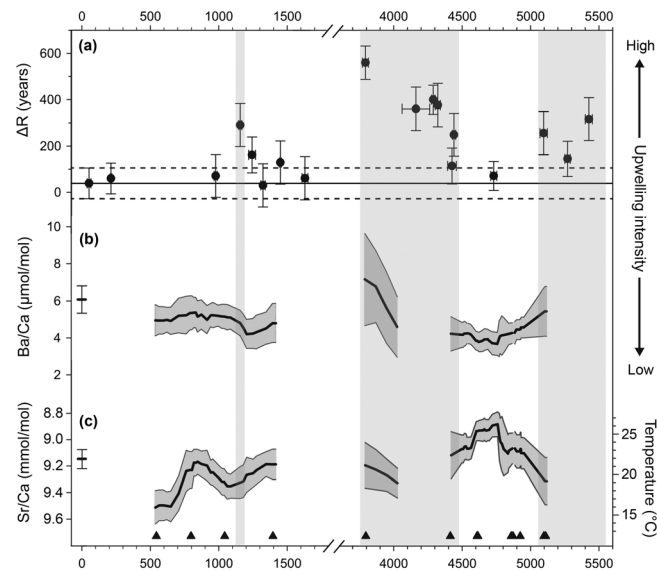 0 500 1000 1500 4000 4500 5000 5500
(a)
ΔR (years)
600
400
200
0
High
Upwelling intensity
Low
(b)
Ba/Ca (μmol/mol)
10
8
6
4
2
(c)
Sr/Ca (mmol/mol)
8.8
9.0
9.2
9.4
9.6
Temperature (°C)
25
20
15
0 500 1000 1500 4000 4500 5000 5500